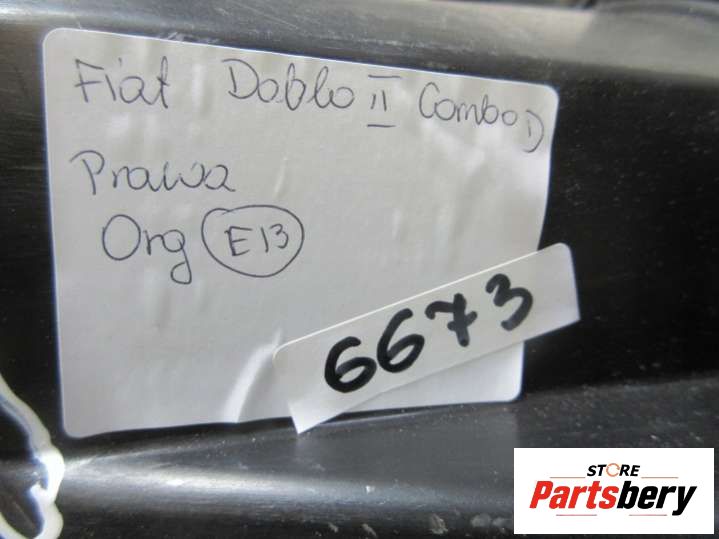 Fiat Doblo II Combo D
Prawa
Org E13
6673
STORE
Partsbery